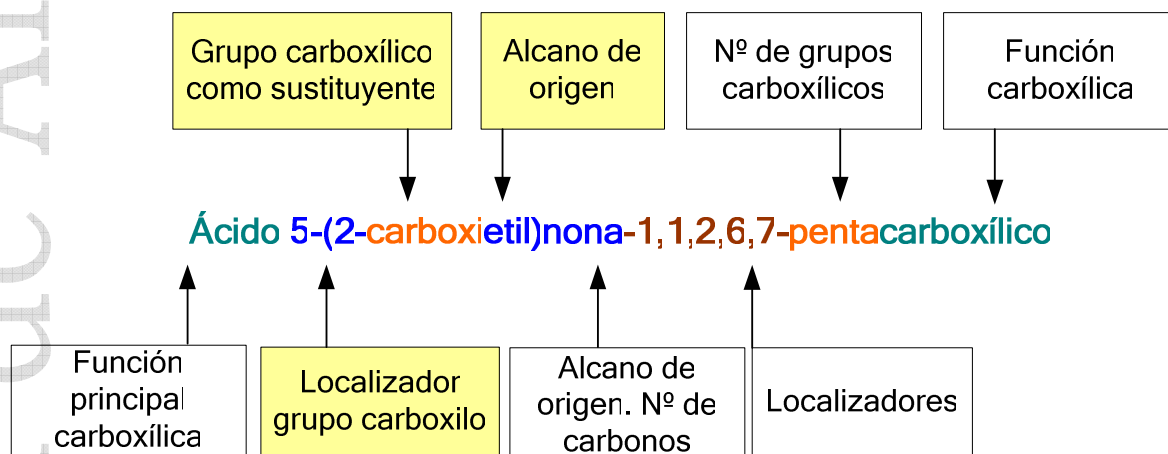 Grupo carboxílico
como sustituyente
Alcano de
origen
Nº de grupos
carboxílicos
Función
carboxílica
Ácido 5-(2-carboxietil)nona-1,1,2,6,7-pentacarboxílico
Función
principal
carboxílica
Localizador
grupo carboxilo
Alcano de
origen. Nº de
carbonos
Localizadores